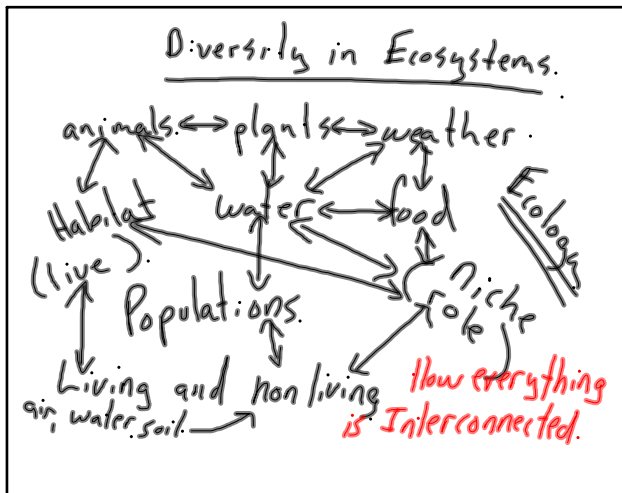 Diversity in Ecosystems.
animals plants weather
Habitat water food
Ecology
(live)
Populations
niche
role
Living and non living
air, water soil
How everything
is Interconnected.